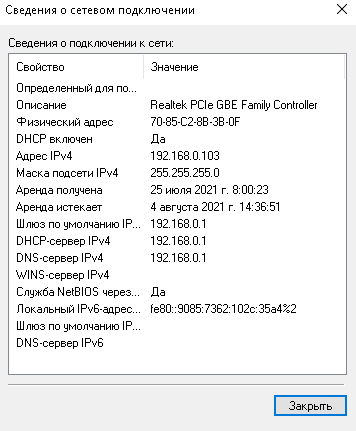 Сведения о сетевом подключении
Сведения о подключении к сети:
Свойство Значение
Определенный для по...
Описание Realtek PCIe GBE Family Controller
Физический адрес 70-85-C2-8B-3B-0F
DHCP включен Да
Адрес IPv4 192.168.0.103
Маска подсети IPv4 255.255.255.0
Аренда получена 25 июля 2021 г. 8:00:23
Аренда истекает 4 августа 2021 г. 14:36:51
Шлюз по умолчанию IP... 192.168.0.1
DHCP-сервер IPv4 192.168.0.1
DNS-сервер IPv4 192.168.0.1
WINS-сервер IPv4
Служба NetBIOS через... Да
Локальный IPv6-адрес... fe80::9085:7362:102c:35a4%2
Шлюз по умолчанию IP...
DNS-сервер IPv6
Закрыть